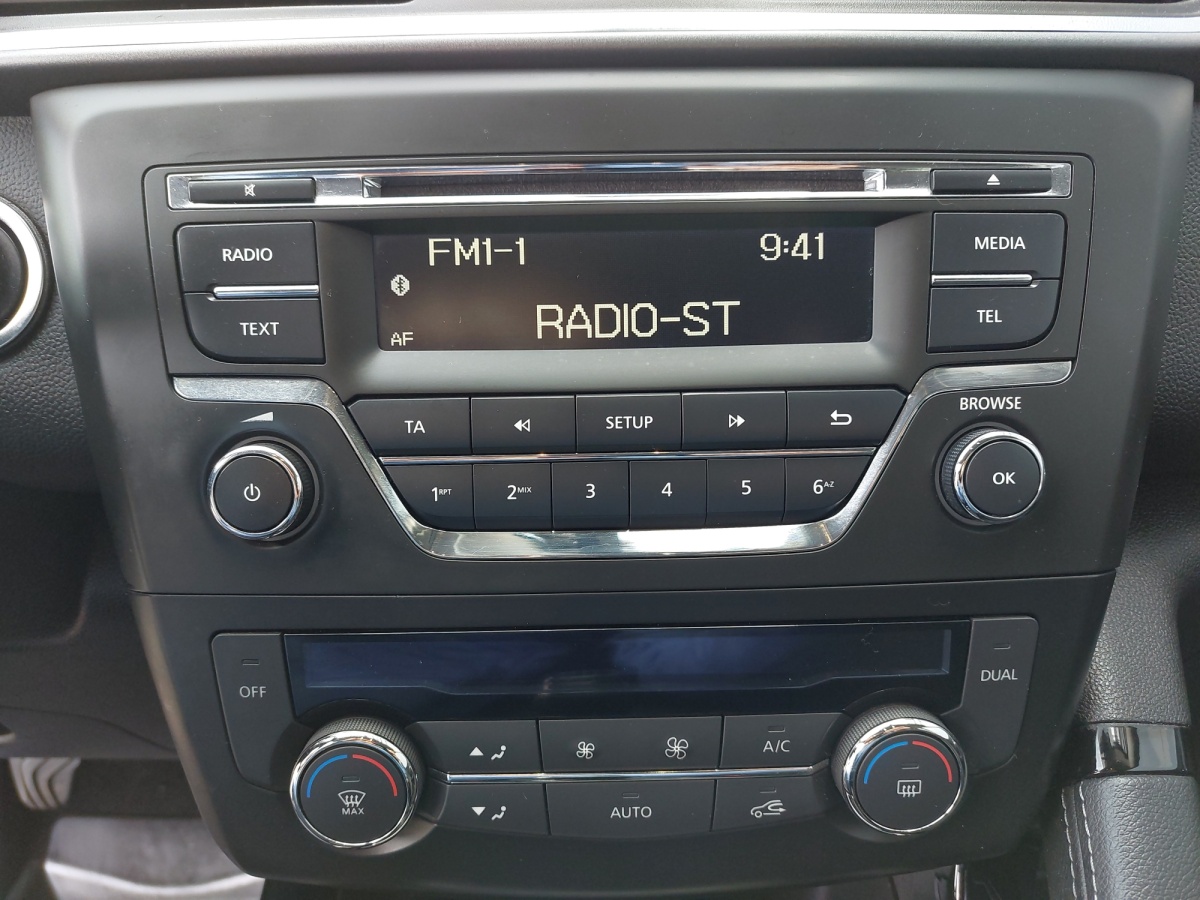 RADIO
FM1-1 9:41
MEDIA
TEXT
AF RADIO-ST
TEL
TA SETUP
BROWSE
1RPT 2MIX 3 4 5 6A-Z
OK
OFF
DUAL
A/C
MAX
AUTO